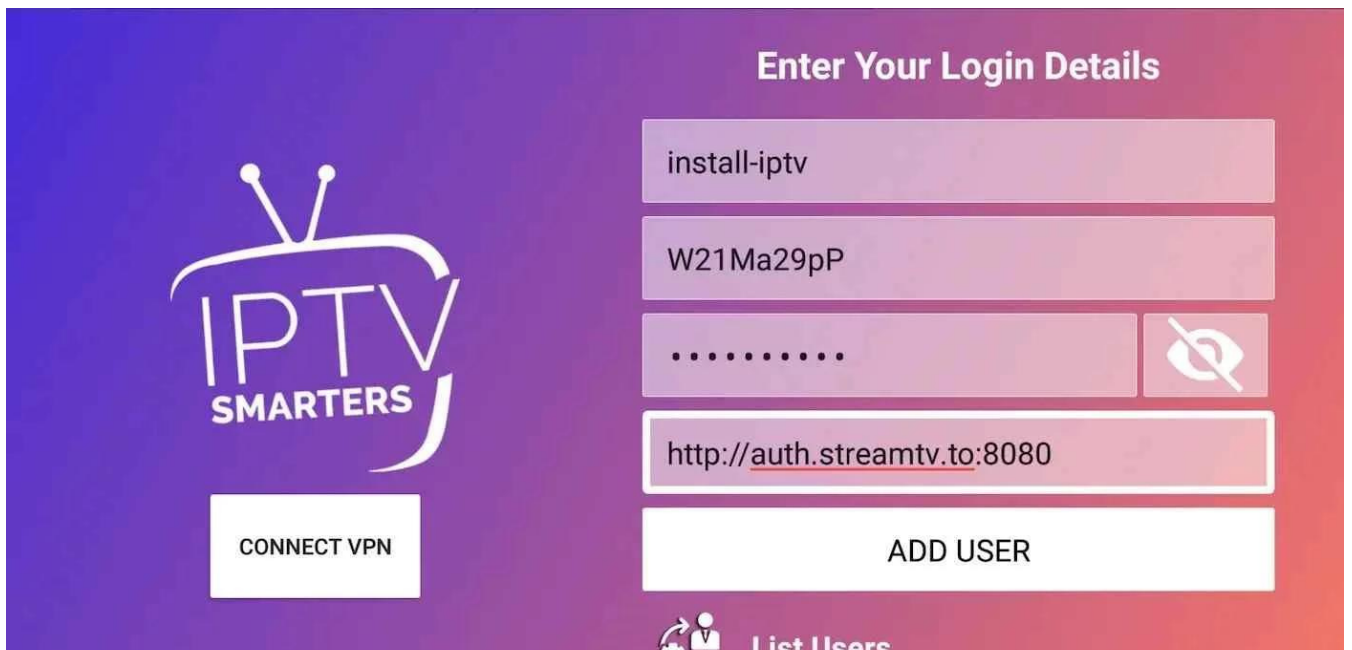 Enter Your Login Details
install-iptv
W21Ma29pP
••••••••••
http://auth.streamtv.to:8080
ADD USER
List Users
IPTV
SMARTERS
CONNECT VPN